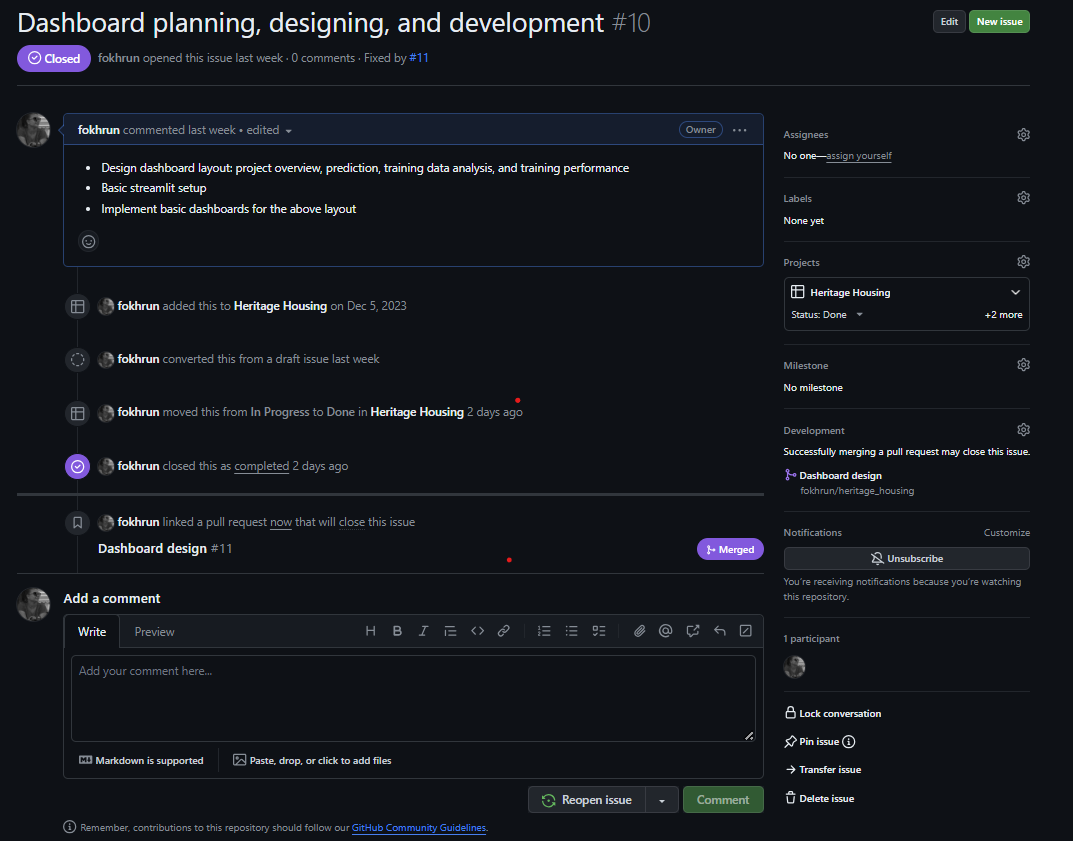 Dashboard planning, designing, and development #10
Edit
New issue
Closed
fokhrun opened this issue last week · 0 comments · Fixed by #11
fokhrun commented last week • edited
Owner
Design dashboard layout: project overview, prediction, training data analysis, and training performance
Basic streamlit setup
Implement basic dashboards for the above layout
fokhrun added this to Heritage Housing on Dec 5, 2023
fokhrun converted this from a draft issue last week
fokhrun moved this from In Progress to Done in Heritage Housing 2 days ago
fokhrun closed this as completed 2 days ago
fokhrun linked a pull request now that will close this issue
Dashboard design #11
Merged
Add a comment
Write
Preview
Add your comment here...
Markdown is supported
Paste, drop, or click to add files
Reopen issue
Comment
Remember, contributions to this repository should follow our GitHub Community Guidelines.
Assignees
No one—assign yourself
Labels
None yet
Projects
Heritage Housing
Status: Done
+2 more
Milestone
No milestone
Development
Successfully merging a pull request may close this issue.
Dashboard design
fokhrun/heritage_housing
Notifications
Customize
Unsubscribe
You're receiving notifications because you're watching
this repository.
1 participant
Lock conversation
Pin issue
Transfer issue
Delete issue